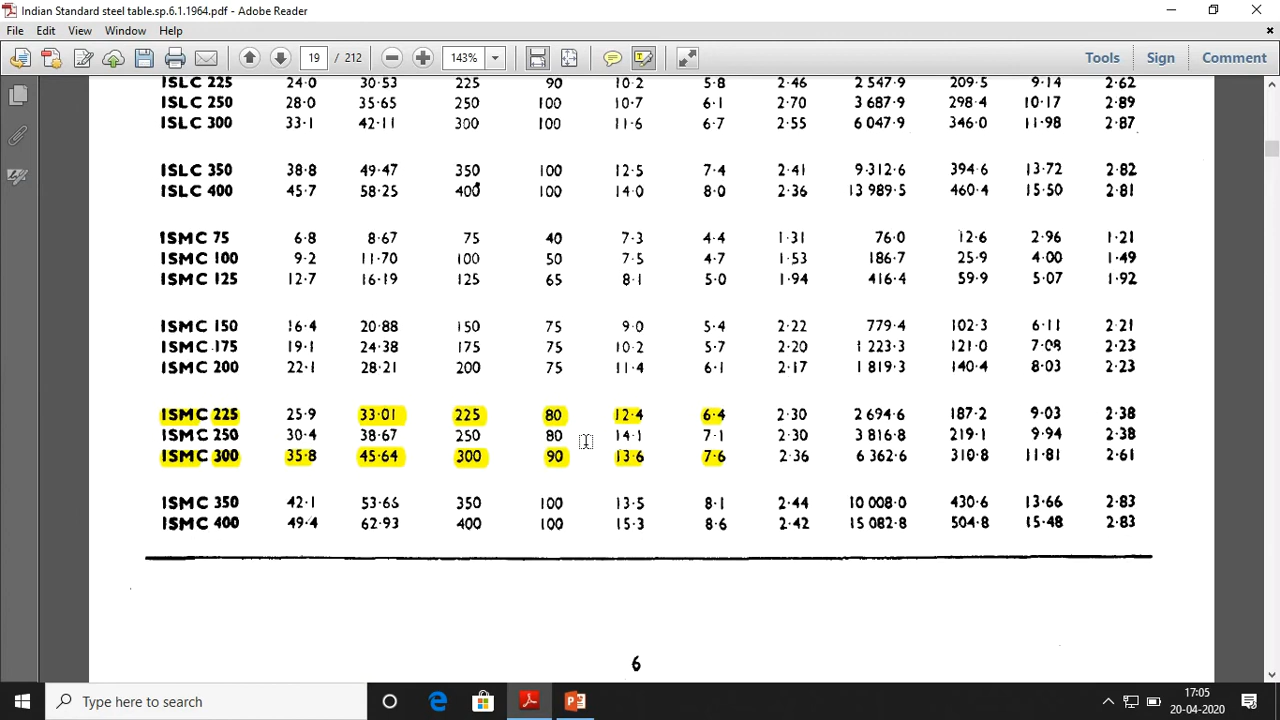 Indian Standard steel table.sp.6.1.1964.pdf - Adobe Reader
File Edit View Window Help
19 / 212 143% Tools Sign Comment
ISLC 225 24·0 30·53 225 90 10·2 5·8 2·46 2 547·9 209·5 9·14 2·62
ISLC 250 28·0 35·65 250 100 10·7 6·1 2·70 3 687·9 298·4 10·17 2·89
ISLC 300 33·1 42·11 300 100 11·6 6·7 2·55 6 047·9 346·0 11·98 2·87
ISLC 350 38·8 49·47 350 100 12·5 7·4 2·41 9 312·6 394·6 13·72 2·82
ISLC 400 45·7 58·25 400 100 14·0 8·0 2·36 13 989·5 460·4 15·50 2·81
ISMC 75 6·8 8·67 75 40 7·3 4·4 1·31 76·0 12·6 2·96 1·21
ISMC 100 9·2 11·70 100 50 7·5 4·7 1·53 186·7 25·9 4·00 1·49
ISMC 125 12·7 16·19 125 65 8·1 5·0 1·94 416·4 59·9 5·07 1·92
ISMC 150 16·4 20·88 150 75 9·0 5·4 2·22 779·4 102·3 6·11 2·21
ISMC 175 19·1 24·38 175 75 10·2 5·7 2·20 1 223·3 121·0 7·08 2·23
ISMC 200 22·1 28·21 200 75 11·4 6·1 2·17 1 819·3 140·4 8·03 2·23
ISMC 225 25·9 33·01 225 80 12·4 6·4 2·30 2 694·6 187·2 9·03 2·38
ISMC 250 30·4 38·67 250 80 14·1 7·1 2·30 3 816·8 219·1 9·94 2·38
ISMC 300 35·8 45·64 300 90 13·6 7·6 2·36 6 362·6 310·8 11·81 2·61
ISMC 350 42·1 53·66 350 100 13·5 8·1 2·44 10 008·0 430·6 13·66 2·83
ISMC 400 49·4 62·93 400 100 15·3 8·6 2·42 15 082·8 504·8 15·48 2·83
6
Type here to search
17:05
20-04-2020